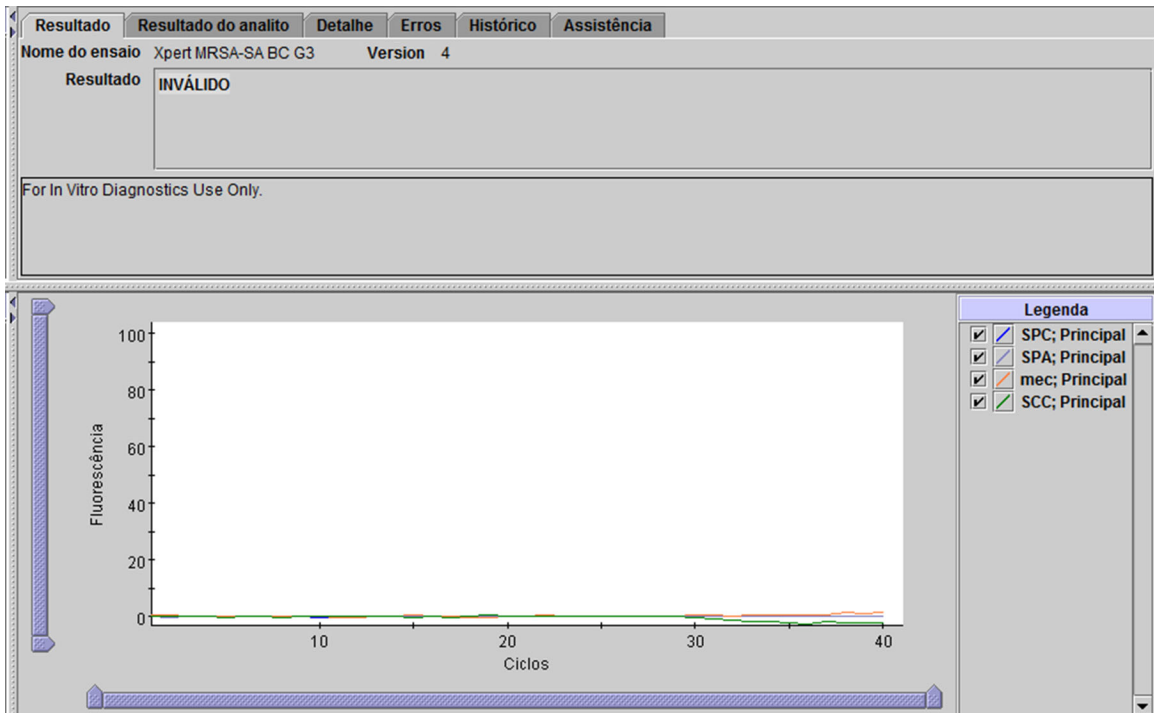 Resultado Resultado do analito Detalhe Erros Histórico Assistência
Nome do ensaio Xpert MRSA-SA BC G3 Version 4
Resultado INVÁLIDO
For In Vitro Diagnostics Use Only.
Legenda
SPC; Principal
SPA; Principal
mec; Principal
SCC; Principal
Fluorescência
100
80
60
40
20
0
10 20 30 40
Ciclos